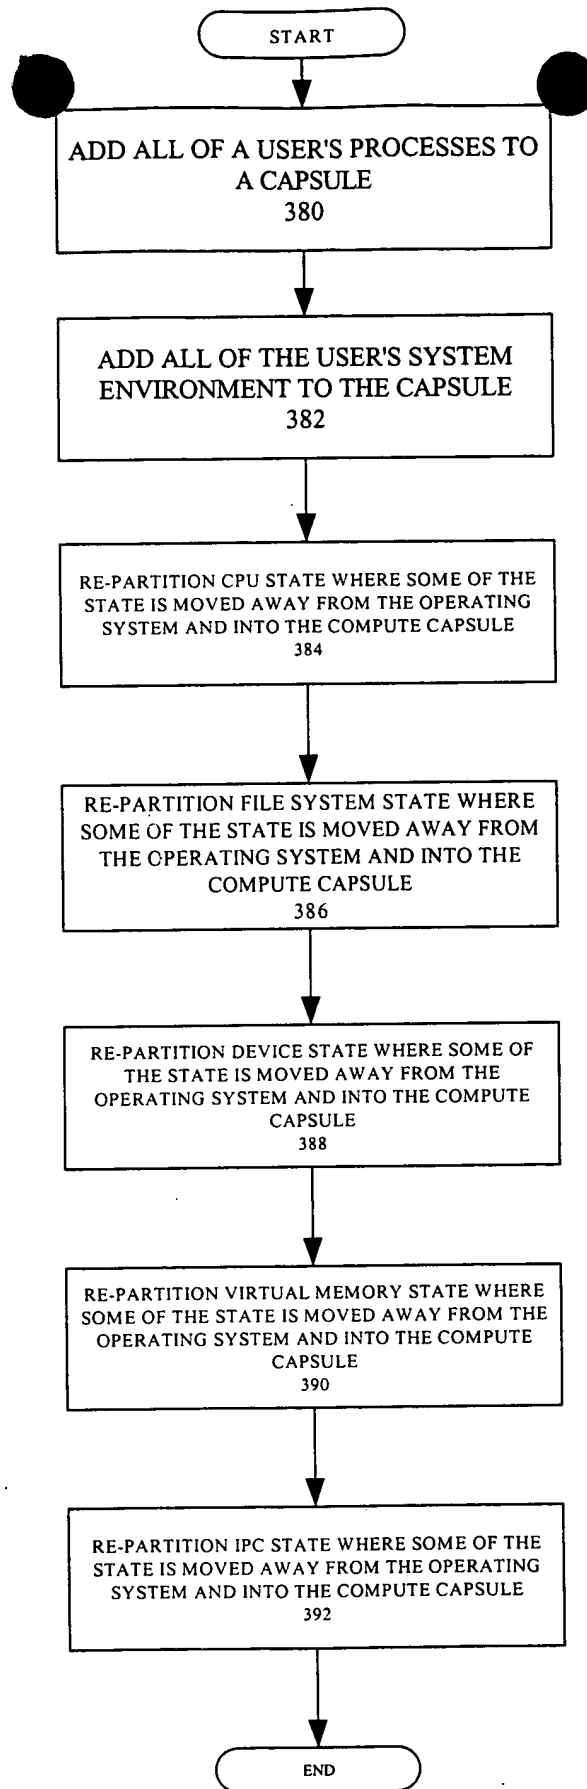 START
ADD ALL OF A USER'S PROCESSES TO
A CAPSULE
380
ADD ALL OF THE USER'S SYSTEM
ENVIRONMENT TO THE CAPSULE
382
RE-PARTITION CPU STATE WHERE SOME OF THE
STATE IS MOVED AWAY FROM THE OPERATING
SYSTEM AND INTO THE COMPUTE CAPSULE
384
RE-PARTITION FILE SYSTEM STATE WHERE
SOME OF THE STATE IS MOVED AWAY FROM
THE OPERATING SYSTEM AND INTO THE
COMPUTE CAPSULE
386
RE-PARTITION DEVICE STATE WHERE SOME OF
THE STATE IS MOVED AWAY FROM THE
OPERATING SYSTEM AND INTO THE COMPUTE
CAPSULE
388
RE-PARTITION VIRTUAL MEMORY STATE WHERE
SOME OF THE STATE IS MOVED AWAY FROM THE
OPERATING SYSTEM AND INTO THE COMPUTE
CAPSULE
390
RE-PARTITION IPC STATE WHERE SOME OF THE
STATE IS MOVED AWAY FROM THE OPERATING
SYSTEM AND INTO THE COMPUTE CAPSULE
392
END